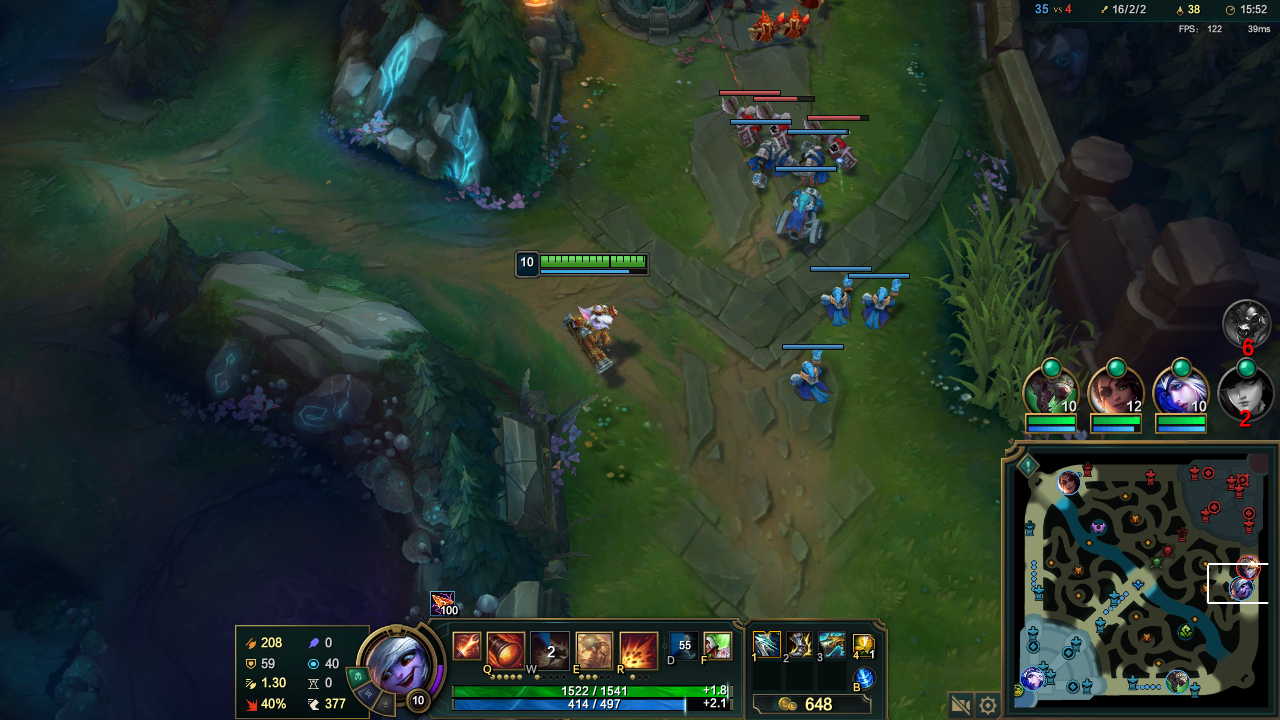 35 vs 4 16/2/2 38 15:52
FPS: 122 39ms
10
6
10 12 10 2
100
208 0
59 40
1.30 0
40% 377
10
Q W 2 E R D 55 F
1522 / 1541 +1.8
414 / 497 +2.1
1 2 3 4 1
B
648